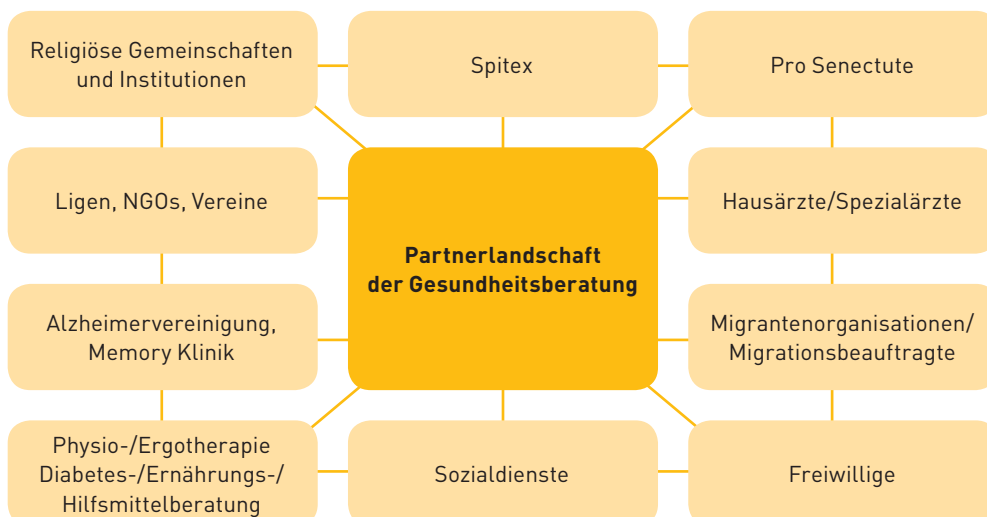 Religiöse Gemeinschaften
und Institutionen
Spitex
Pro Senectute
Ligen, NGOs, Vereine
Partnerlandschaft
der Gesundheitsberatung
Hausärzte/Spezialärzte
Alzheimervereinigung,
Memory Klinik
Migrantenorganisationen/
Migrationsbeauftragte
Physio-/Ergotherapie
Diabetes-/Ernährungs-/
Hilfsmittelberatung
Sozialdienste
Freiwillige